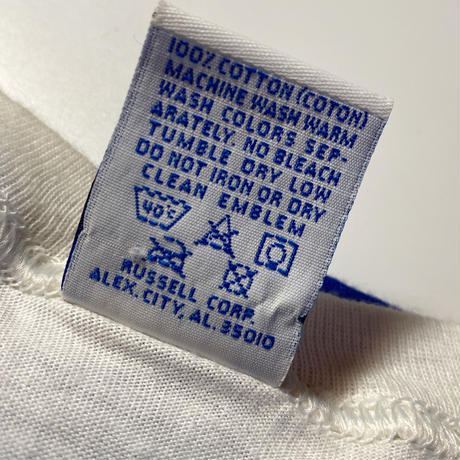 100% COTTON (COTON)
MACHINE WASH WARM
WASH COLORS SEP-
ARATELY. NO BLEACH
TUMBLE DRY LOW
DO NOT IRON OR DRY
CLEAN EMBLEM
40°C
RUSSELL CORP.
ALEX. CITY, AL. 35010